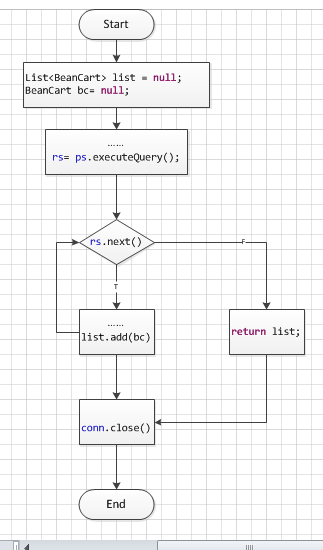 Start
List<BeanCart> list = null;
BeanCart bc= null;
......
rs= ps.executeQuery();
rs.next()
F
T
......
list.add(bc)
return list;
conn.close()
End